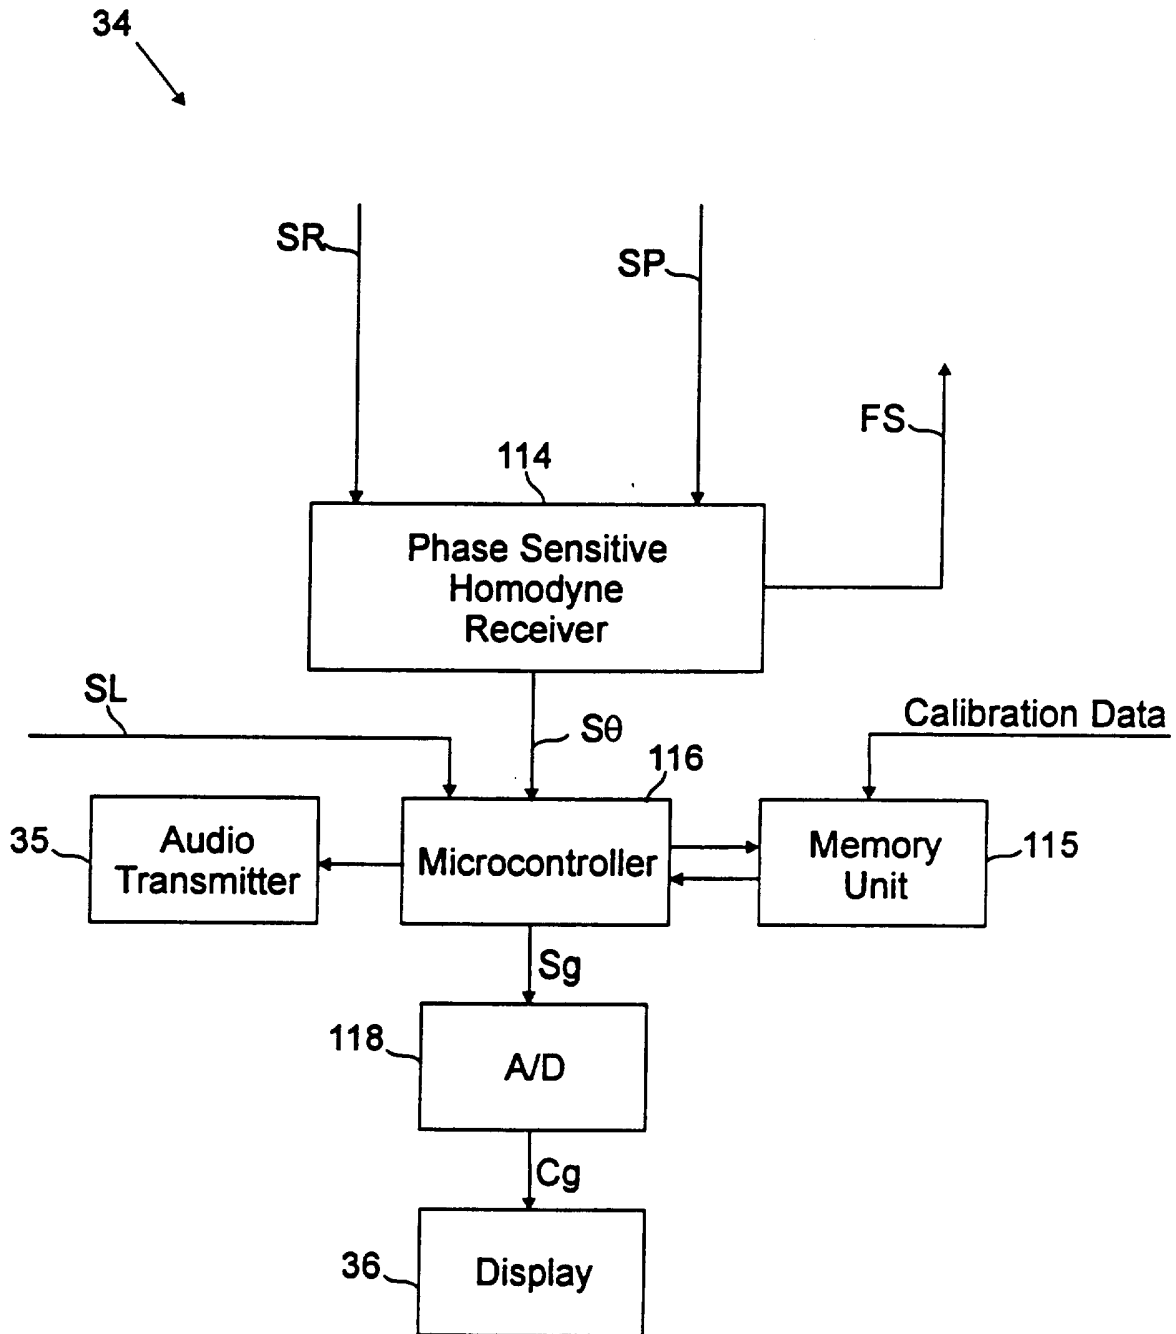 34
SR
SP
FS
114
Phase Sensitive
Homodyne
Receiver
SL
Sθ
Calibration Data
116
35
Audio
Transmitter
Microcontroller
Memory
Unit
115
Sg
118
A/D
Cg
36
Display